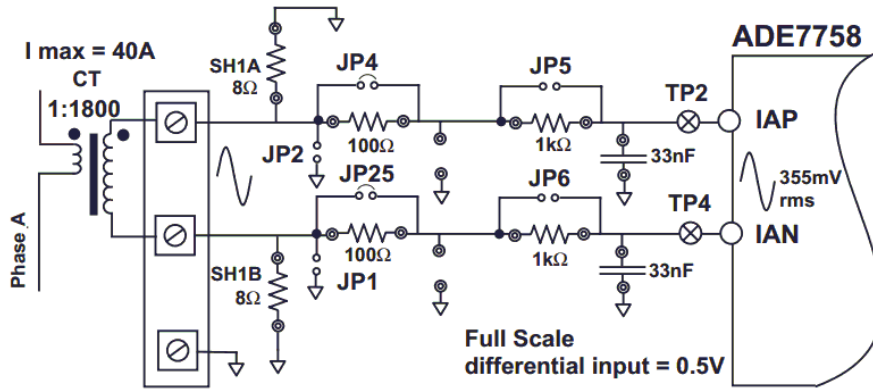 I max = 40A
CT
1:1800
Phase A
SH1A
8Ω
JP4
100Ω
JP2
JP5
1kΩ
33nF
TP2
ADE7758
IAP
JP25
100Ω
JP1
SH1B
8Ω
JP6
1kΩ
33nF
TP4
355mV
rms
IAN
Full Scale
differential input = 0.5V